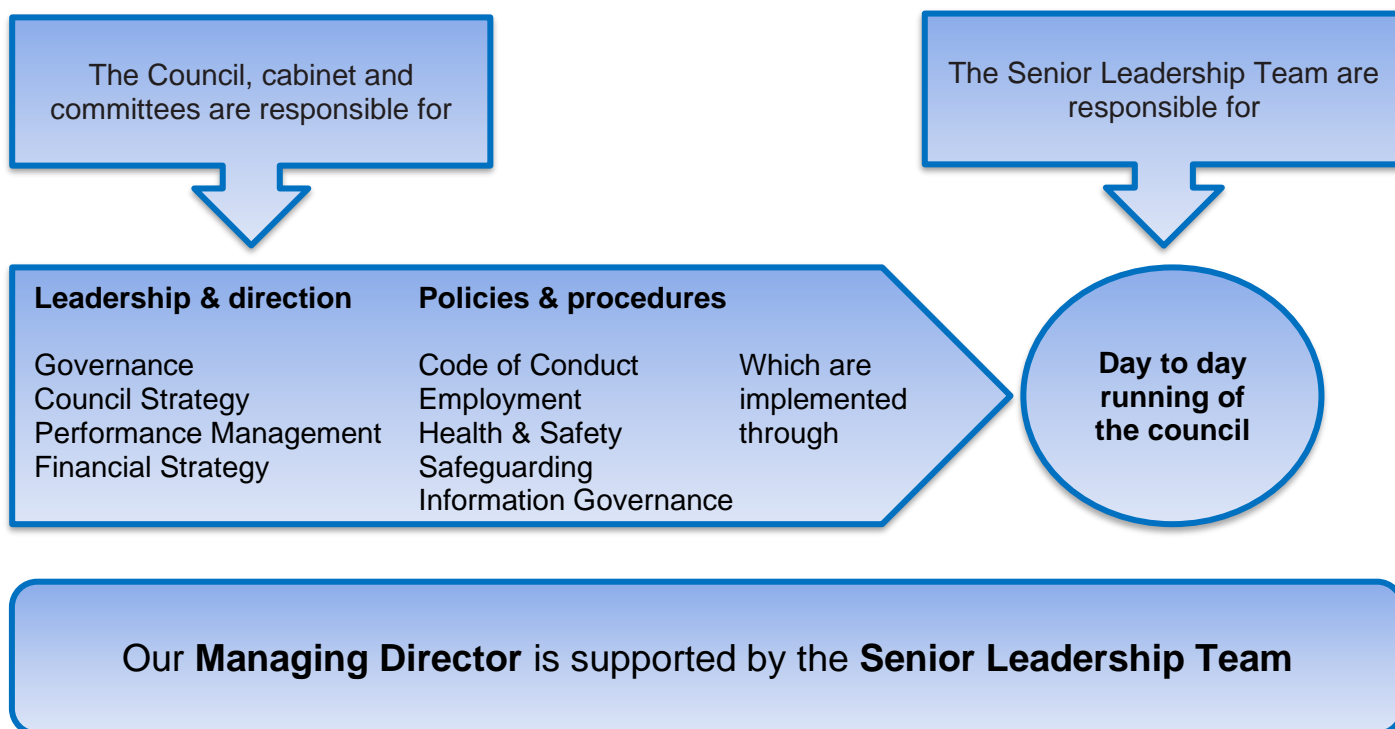 The Council, cabinet and
committees are responsible for
The Senior Leadership Team are
responsible for
Leadership & direction
Governance
Council Strategy
Performance Management
Financial Strategy
Policies & procedures
Code of Conduct
Employment
Health & Safety
Safeguarding
Information Governance
Which are
implemented
through
Day to day
running of
the council
Our Managing Director is supported by the Senior Leadership Team